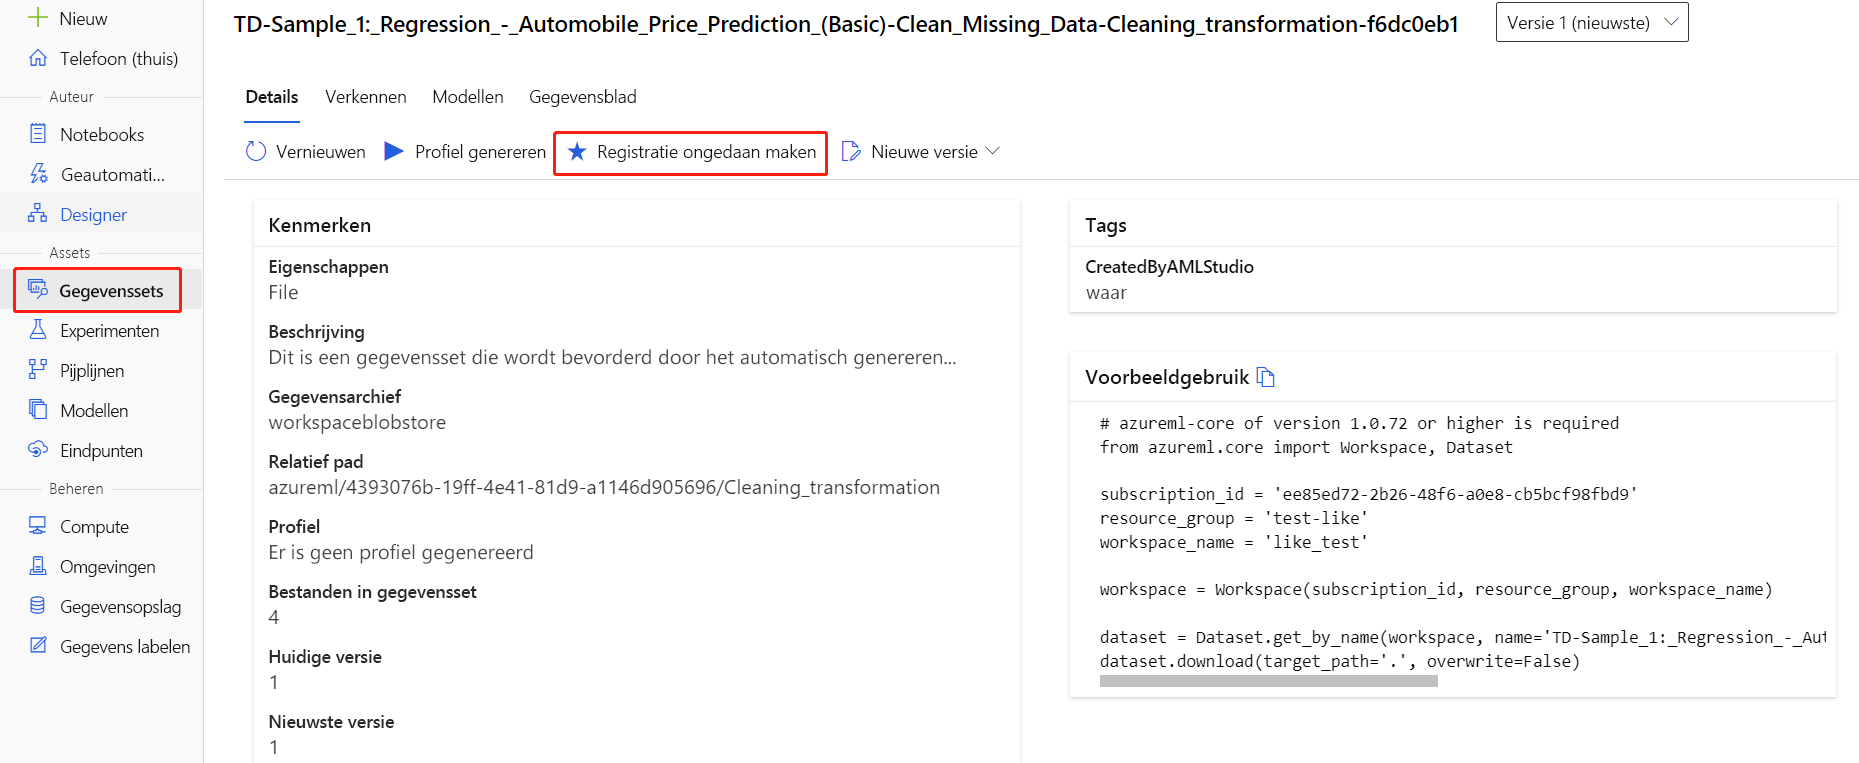 Nieuw
Telefoon (thuis)
Auteur
Notebooks
Geautomati...
Designer
Assets
Gegevenssets
Experimenten
Pijplijnen
Modellen
Eindpunten
Beheren
Compute
Omgevingen
Gegevensopslag
Gegevens labelen
TD-Sample_1:_Regression_-_Automobile_Price_Prediction_(Basic)-Clean_Missing_Data-Cleaning_transformation-f6dc0eb1
Versie 1 (nieuwste)
Details Verkennen Modellen Gegevensblad
Vernieuwen Profiel genereren Registratie ongedaan maken Nieuwe versie
Kenmerken
Eigenschappen
File
Beschrijving
Dit is een gegevensset die wordt bevorderd door het automatisch genereren...
Gegevensarchief
workspaceblobstore
Relatief pad
azureml/4393076b-19ff-4e41-81d9-a1146d905696/Cleaning_transformation
Profiel
Er is geen profiel gegenereerd
Bestanden in gegevensset
4
Huidige versie
1
Nieuwste versie
1
Tags
CreatedByAMLStudio
waar
Voorbeeldgebruik
# azureml-core of version 1.0.72 or higher is required
from azureml.core import Workspace, Dataset
subscription_id = 'ee85ed72-2b26-48f6-a0e8-cb5bcf98fbd9'
resource_group = 'test-like'
workspace_name = 'like_test'
workspace = Workspace(subscription_id, resource_group, workspace_name)
dataset = Dataset.get_by_name(workspace, name='TD-Sample_1:_Regression_-_Aut
dataset.download(target_path='.', overwrite=False)